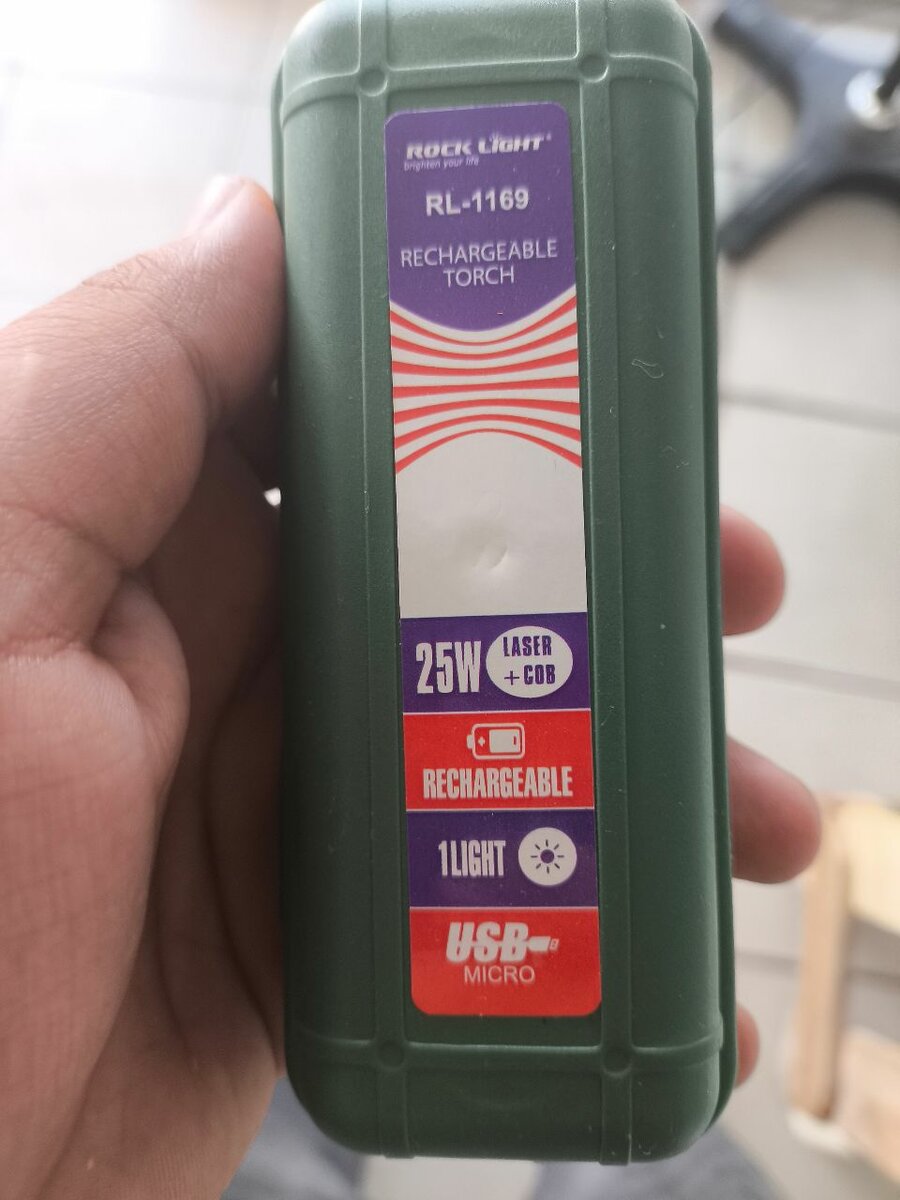 ROCK LIGHT
brighten your life
RL-1169
RECHARGEABLE
TORCH
25W LASER
+ COB
RECHARGEABLE
1LIGHT
USB
MICRO